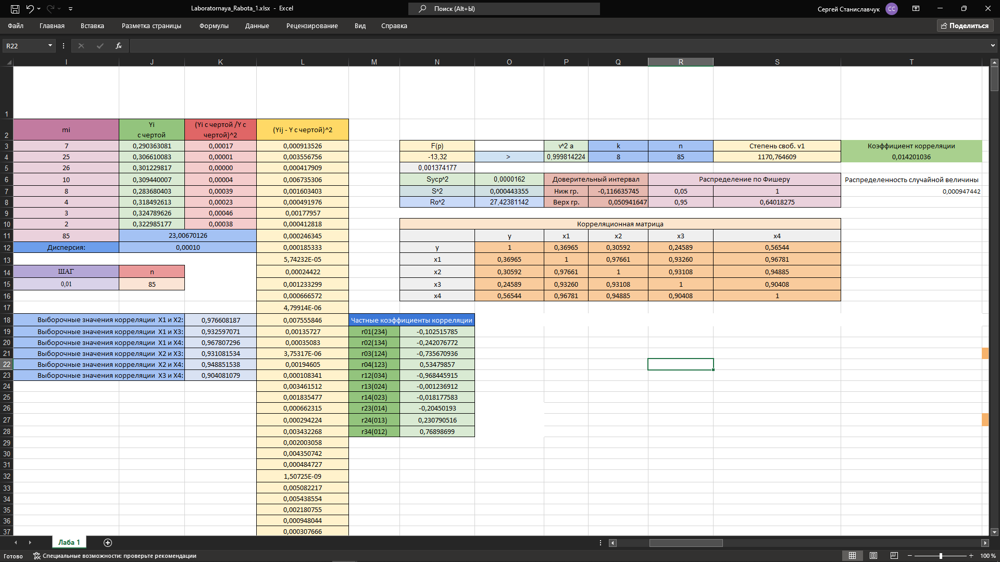 Laboratornaya_Rabota_1.xlsx - Excel
Поиск (Alt+Ы)
Сергей Станиславчук
СС
Файл Главная Вставка Разметка страницы Формулы Данные Рецензирование Вид Справка
Поделиться
R22
fx
I J K L M N O P Q R S T
1
2 mi Yi с чертой (Yi с чертой /Y с чертой)^2 (Yij - Y с чертой)^2
3 7 0,290363081 0,00017 0,000913526 F(p) v^2 a k n Степень своб. v1 Коэффициент корреляции
4 25 0,306610083 0,00001 0,003556756 -13,32 > 0,999814224 8 85 1170,764609 0,014201036
5 26 0,301229817 0,00000 0,000417909 0,001374177
6 10 0,309440007 0,00004 0,006735306 Syср^2 0,0000162 Доверительный интервал Распределение по Фишеру Распределенность случайной величины
7 8 0,283680403 0,00039 0,001603403 S^2 0,000443355 Ниж гр. -0,116635745 0,05 1 0,000947442
8 4 0,318492613 0,00023 0,000491976 Ro^2 27,42381142 Верх гр. 0,050941647 0,95 0,64018275
9 3 0,324789626 0,00046 0,00177957
10 2 0,322985177 0,00038 0,000412818 Корреляционная матрица
11 85 23,00670126 0,000246345 y x1 x2 x3 x4
12 Дисперсия: 0,00010 0,000185333 y 1 0,36965 0,30592 0,24589 0,56544
13 5,74232E-05 x1 0,36965 1 0,97661 0,93260 0,96781
14 ШАГ n 0,00024422 x2 0,30592 0,97661 1 0,93108 0,94885
15 0,01 85 0,001233299 x3 0,24589 0,93260 0,93108 1 0,90408
16 0,000666572 x4 0,56544 0,96781 0,94885 0,90408 1
17 4,79914E-06
18 Выборочные значения корреляции X1 и X2: 0,976608187 0,007555846 Частные коэффициенты корреляции
19 Выборочные значения корреляции X1 и X3: 0,932597071 0,00135727 r01(234) -0,102515785
20 Выборочные значения корреляции X1 и X4: 0,967807296 0,00035083 r02(134) -0,242076772
21 Выборочные значения корреляции X2 и X3: 0,931081534 3,75317E-06 r03(124) -0,735670936
22 Выборочные значения корреляции X2 и X4: 0,948851538 0,00194605 r04(123) 0,53479857
23 Выборочные значения корреляции X3 и X4: 0,904081079 0,000108341 r12(034) -0,968445915
24 0,003461512 r13(024) -0,001236912
25 0,001835477 r14(023) -0,018177583
26 0,000662315 r23(014) -0,20450193
27 0,000294224 r24(013) 0,230790516
28 0,003432268 r34(012) 0,76898699
29 0,002003058
30 0,004350742
31 0,000484727
32 1,50725E-09
33 0,005082217
34 0,005438554
35 0,002180755
36 0,000948044
37 0,000307666
Лаба 1
Готово
Специальные возможности: проверьте рекомендации
100 %